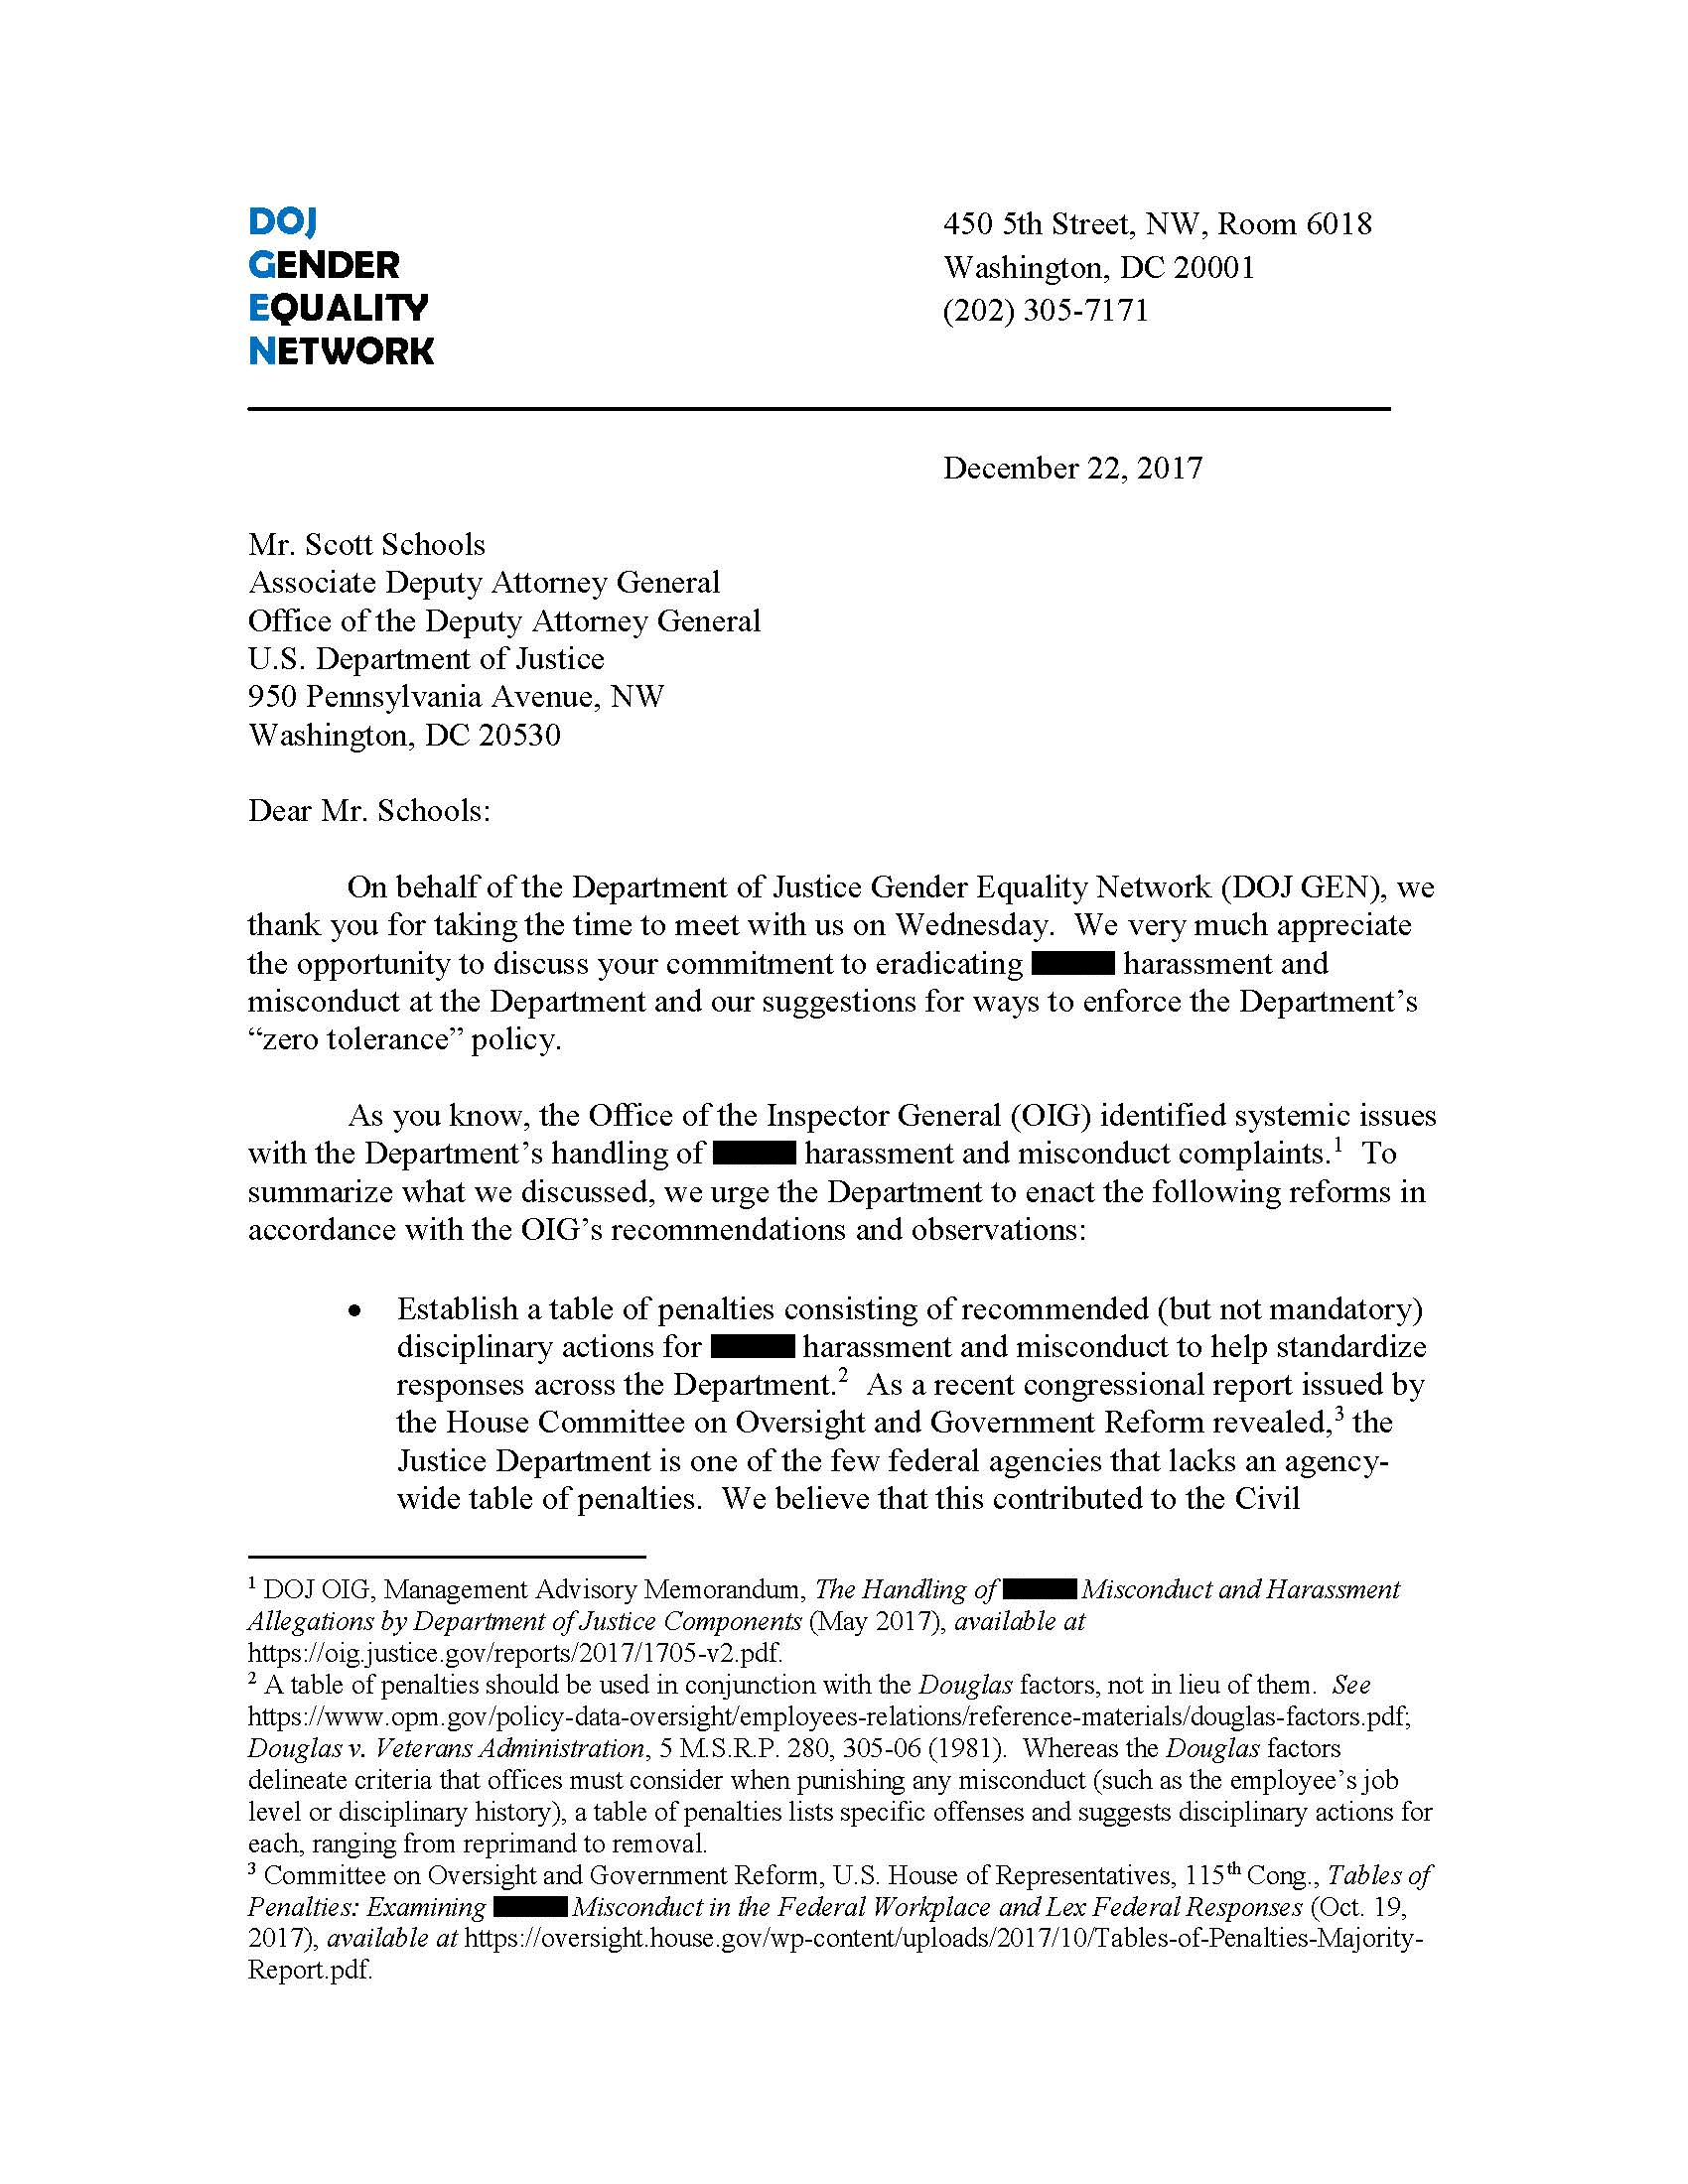 DOJ
GENDER
EQUALITY
NETWORK
450 5th Street, NW, Room 6018
Washington, DC 20001
(202) 305-7171
December 22, 2017
Mr. Scott Schools
Associate Deputy Attorney General
Office of the Deputy Attorney General
U.S. Department of Justice
950 Pennsylvania Avenue, NW
Washington, DC 20530
Dear Mr. Schools:
On behalf of the Department of Justice Gender Equality Network (DOJ GEN), we
thank you for taking the time to meet with us on Wednesday. We very much appreciate
the opportunity to discuss your commitment to eradicating harassment and
misconduct at the Department and our suggestions for ways to enforce the Department’s
“zero tolerance” policy.
As you know, the Office of the Inspector General (OIG) identified systemic issues
with the Department’s handling of harassment and misconduct complaints.1 To
summarize what we discussed, we urge the Department to enact the following reforms in
accordance with the OIG’s recommendations and observations:
• Establish a table of penalties consisting of recommended (but not mandatory)
disciplinary actions for harassment and misconduct to help standardize
responses across the Department.2 As a recent congressional report issued by
the House Committee on Oversight and Government Reform revealed,3 the
Justice Department is one of the few federal agencies that lacks an agency-
wide table of penalties. We believe that this contributed to the Civil
1 DOJ OIG, Management Advisory Memorandum, The Handling of Misconduct and Harassment
Allegations by Department of Justice Components (May 2017), available at
https://oig.justice.gov/reports/2017/1705-v2.pdf.
2 A table of penalties should be used in conjunction with the Douglas factors, not in lieu of them. See
https://www.opm.gov/policy-data-oversight/employees-relations/reference-materials/douglas-factors.pdf;
Douglas v. Veterans Administration, 5 M.S.R.P. 280, 305-06 (1981). Whereas the Douglas factors
delineate criteria that offices must consider when punishing any misconduct (such as the employee’s job
level or disciplinary history), a table of penalties lists specific offenses and suggests disciplinary actions for
each, ranging from reprimand to removal.
3 Committee on Oversight and Government Reform, U.S. House of Representatives, 115th Cong., Tables of
Penalties: Examining Misconduct in the Federal Workplace and Lex Federal Responses (Oct. 19,
2017), available at https://oversight.house.gov/wp-content/uploads/2017/10/Tables-of-Penalties-Majority-
Report.pdf.